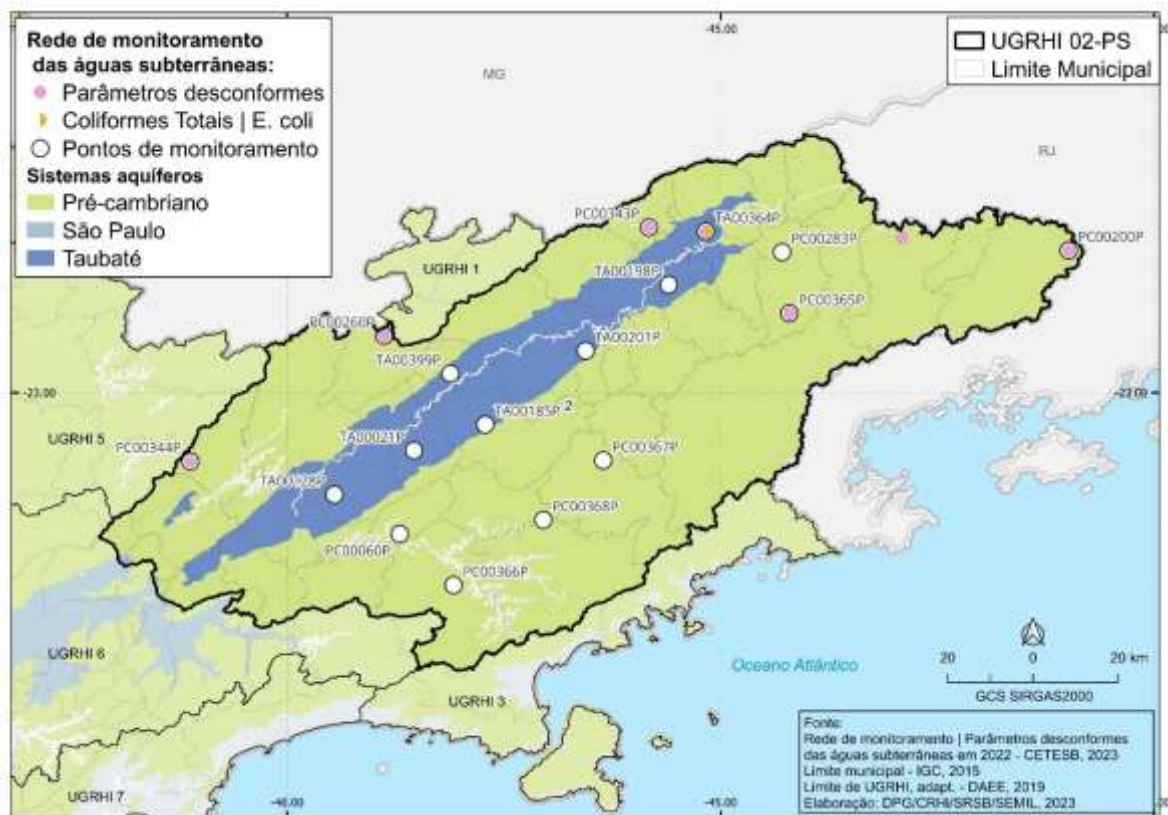 Rede de monitoramento
das águas subterrâneas:
Parâmetros desconformes
Coliformes Totais | E. coli
Pontos de monitoramento
Sistemas aquíferos
Pré-cambriano
São Paulo
Taubaté
UGRHI 02-PS
Limite Municipal
-45.00
MG
RJ
PC00343P
TA00364P
PC00283P
PC00200P
UGRHI 1
TA00198P
PC00365P
PC00260P
TA00201P
TA00399P
-23.00
-23.00
TA00185P 2
UGRHI 5
TA00021P
PC00344P
PC00367P
PC00368P
PC00060P
PC00366P
UGRHI 6
Oceano Atlântico
20 0 20 km
GCS SIRGAS2000
UGRHI 3
UGRHI 7
-46.00
-45.00
Fonte:
Rede de monitoramento | Parâmetros desconformes
das águas subterrâneas em 2022 - CETESB, 2023
Limite municipal - IGC, 2015
Limite de UGRHI, adapt. - DAEE, 2019
Elaboração: DPG/CRHI/SRSB/SEMIL, 2023